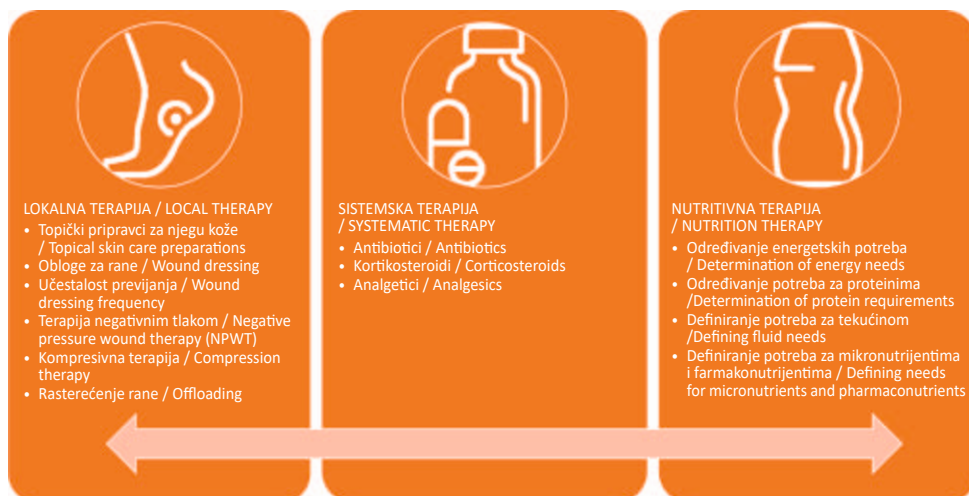 LOKALNA TERAPIJA / LOCAL THERAPY
• Topički pripravci za njegu kože
/ Topical skin care preparations
• Obloge za rane / Wound dressing
• Učestalost previjanja / Wound
dressing frequency
• Terapija negativnim tlakom / Negative
pressure wound therapy (NPWT)
• Kompresivna terapija / Compression
therapy
• Rasterećenje rane / Offloading
SISTEMSKA TERAPIJA
/ SYSTEMATIC THERAPY
• Antibiotici / Antibiotics
• Kortikosteroidi / Corticosteroids
• Analgetici / Analgesics
NUTRITIVNA TERAPIJA
/ NUTRITION THERAPY
• Određivanje energetskih potreba
/ Determination of energy needs
• Određivanje potreba za proteinima
/Determination of protein requirements
• Definiranje potreba za tekućinom
/Defining fluid needs
• Definiranje potreba za mikronutrijentima
i farmakonutrijentima / Defining needs
for micronutrients and pharmaconutrients